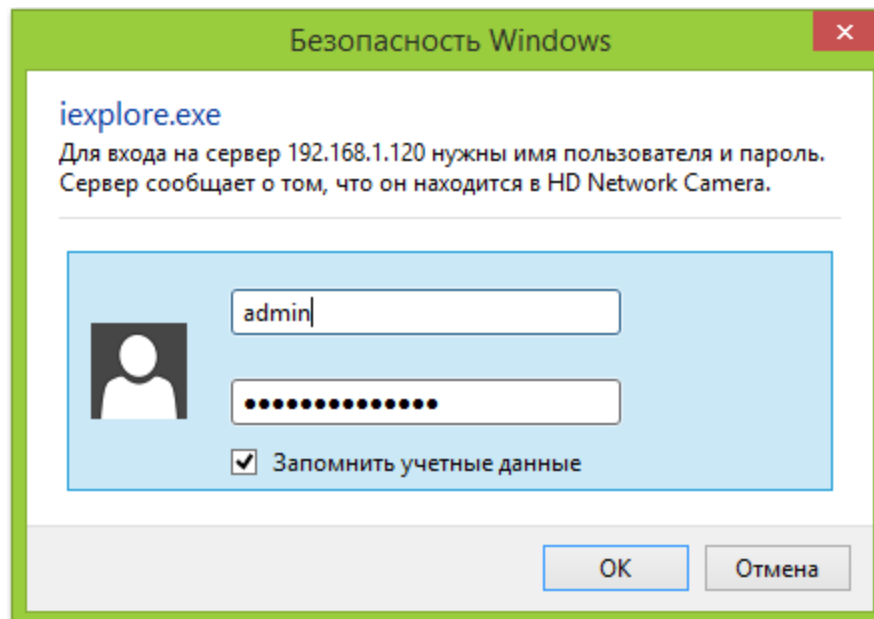 Безопасность Windows
iexplore.exe
Для входа на сервер 192.168.1.120 нужны имя пользователя и пароль.
Сервер сообщает о том, что он находится в HD Network Camera.
admin
••••••••••••••
Запомнить учетные данные
OK
Отмена